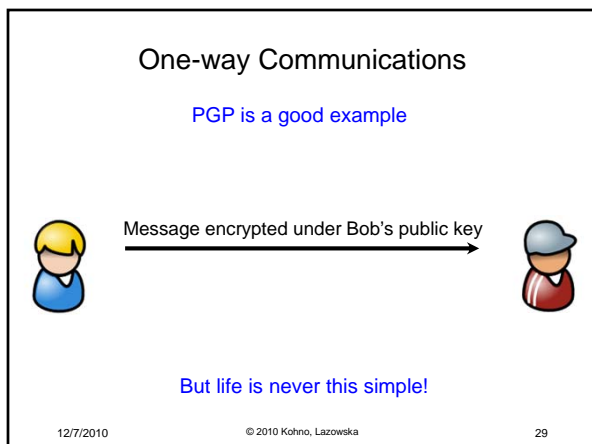 One-way Communications
PGP is a good example
Message encrypted under Bob's public key
But life is never this simple!
12/7/2010
© 2010 Kohno, Lazowska
29